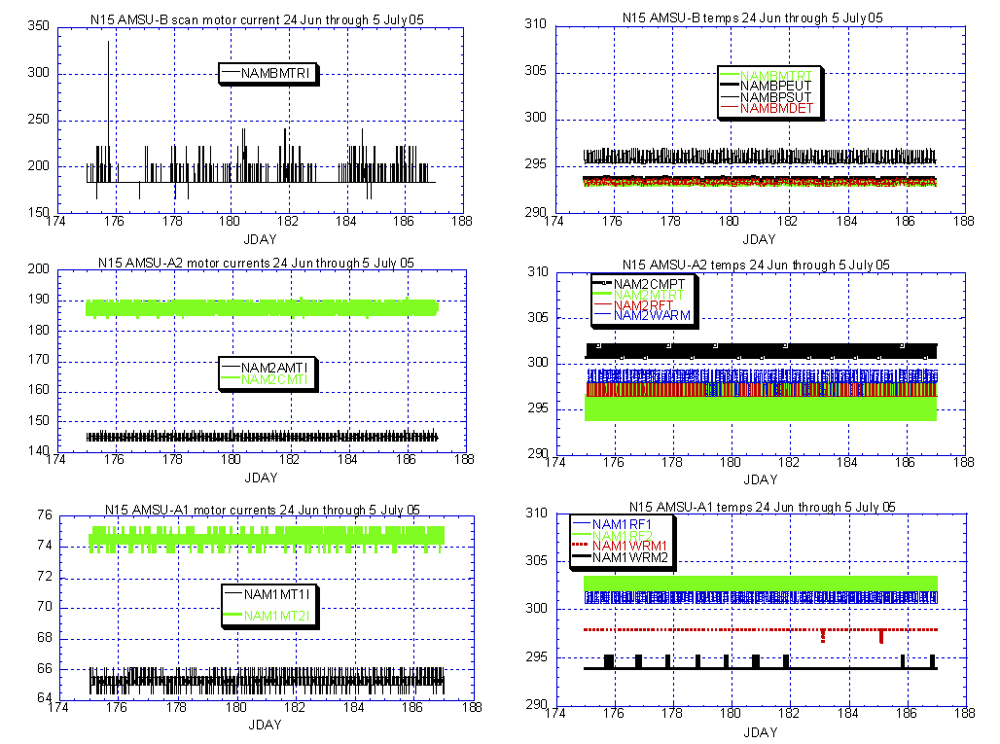 N15 AMSU-B scan motor current 24 Jun through 5 July 05
350
300
250
200
150
NAMBMTRI
174 176 178 180 182 184 186 188
JDAY
N15 AMSU-B temps 24 Jun through 5 July 05
310
305
300
295
290
NAMBMTRT
NAMBPEUT
NAMBPSUT
NAMBMDET
174 176 178 180 182 184 186 188
JDAY
N15 AMSU-A2 motor currents 24 Jun through 5 July 05
200
190
180
170
160
150
140
NAM2AMTI
NAM2CMTI
174 176 178 180 182 184 186 188
JDAY
N15 AMSU-A2 temps 24 Jun through 5 July 05
310
305
300
295
290
NAM2CMPT
NAM2MTRT
NAM2RFT
NAM2WARM
174 176 178 180 182 184 186 188
JDAY
N15 AMSU-A1 motor currents 24 Jun through 5 July 05
76
74
72
70
68
66
64
NAM1MT1I
NAM1MT2I
174 176 178 180 182 184 186 188
JDAY
N15 AMSU-A1 temps 24 Jun through 5 July 05
310
305
300
295
290
NAM1RF1
NAM1RF2
NAM1WRM1
NAM1WRM2
174 176 178 180 182 184 186 188
JDAY